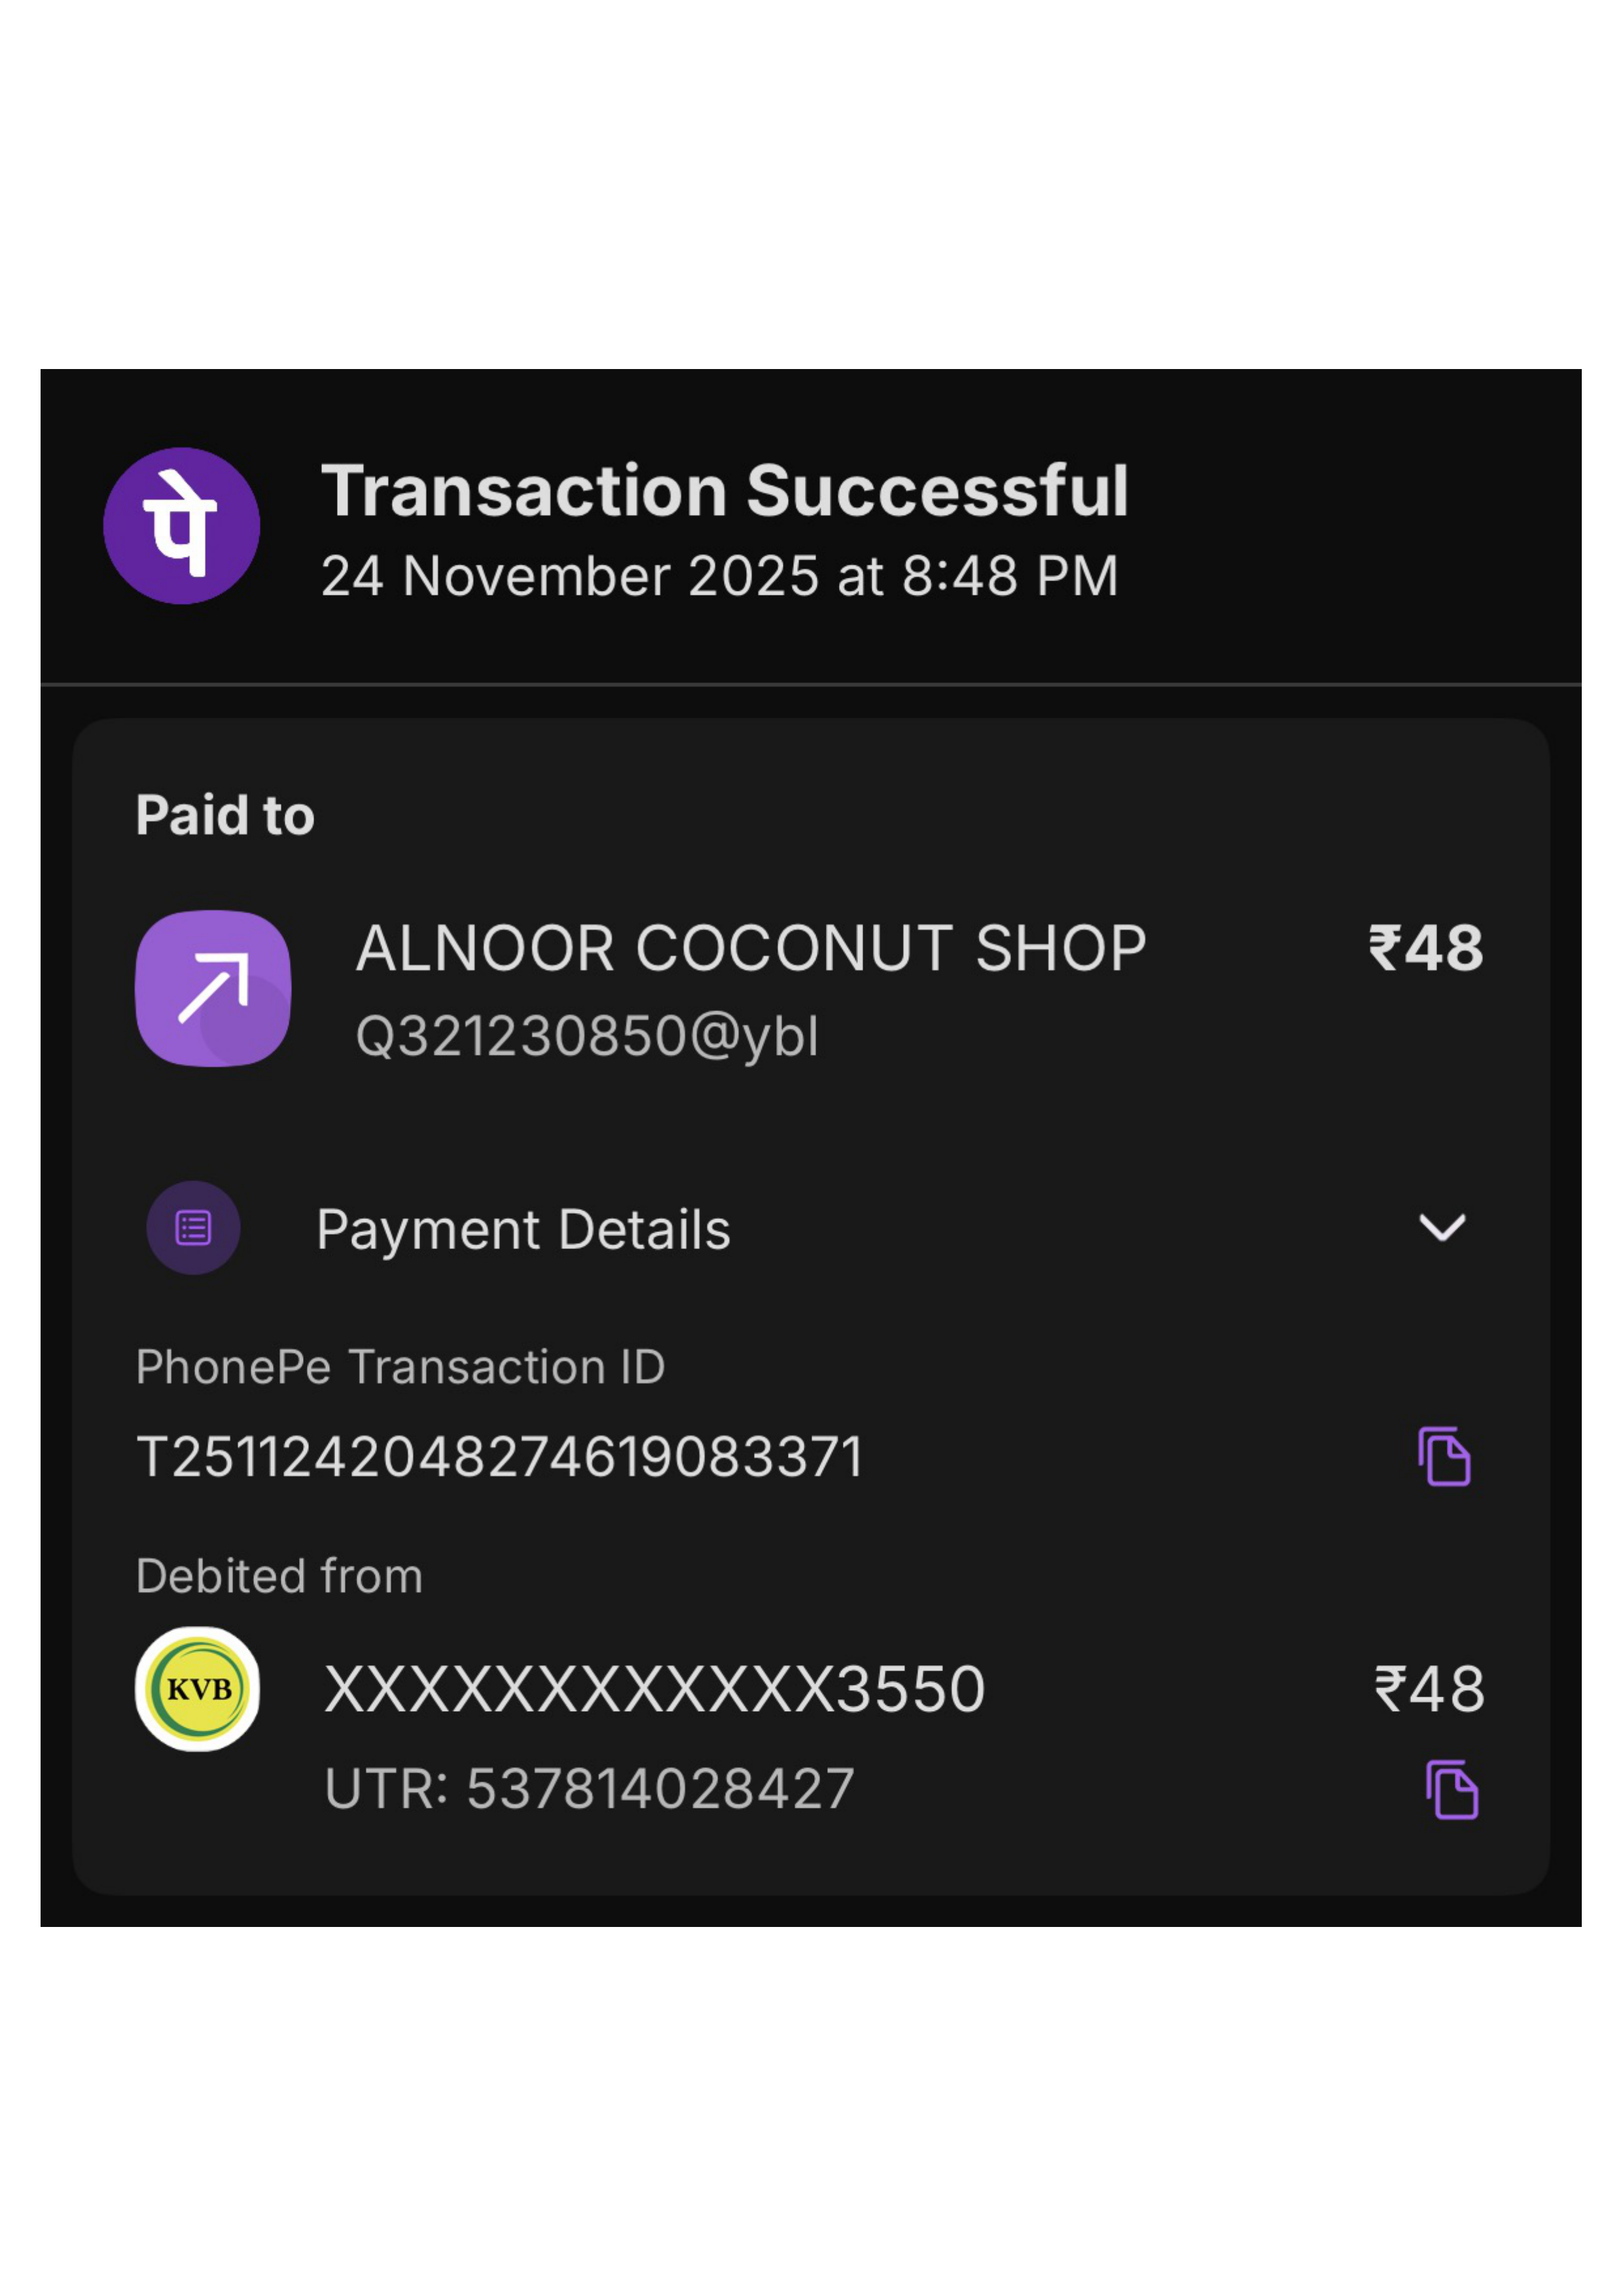 पे
Transaction Successful
24 November 2025 at 8:48 PM
Paid to
ALNOOR COCONUT SHOP ₹48
Q321230850@ybl
Payment Details
PhonePe Transaction ID
T2511242048274619083371
Debited from
KVB XXXXXXXXXXXX3550 ₹48
UTR: 537814028427